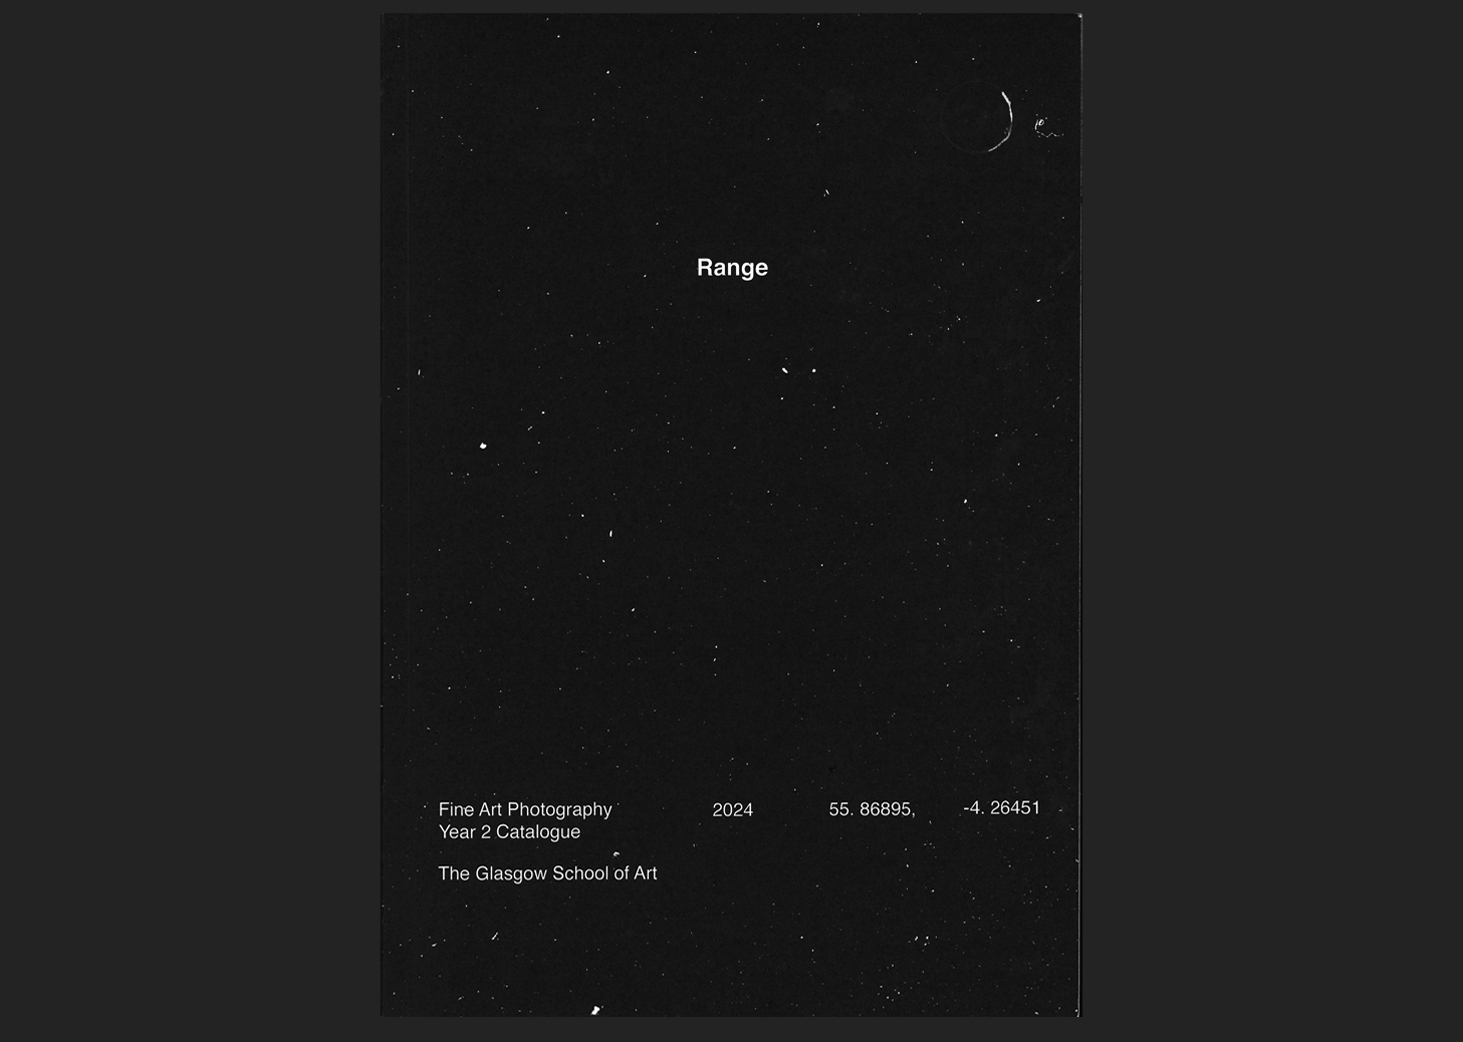 Range
Fine Art Photography
Year 2 Catalogue
2024
55. 86895,
-4. 26451
The Glasgow School of Art